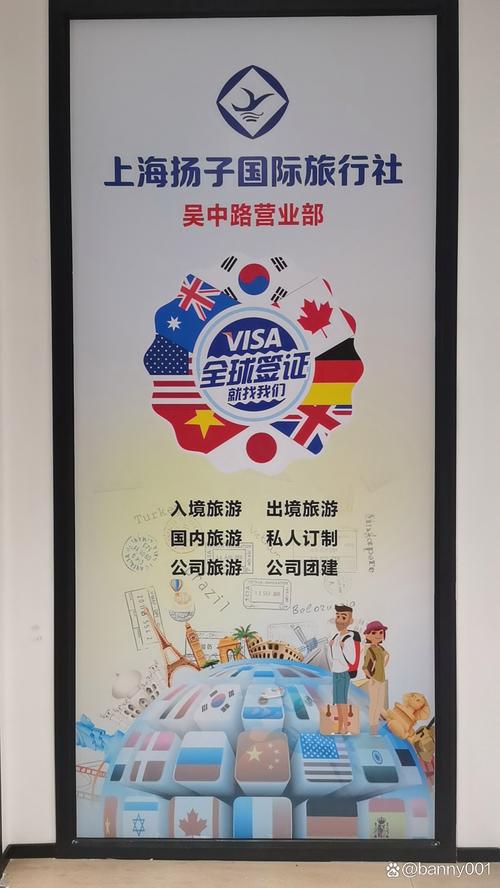 上海扬子国际旅行社
吴中路营业部
VISA
全球签证
就找我们
入境旅游 出境旅游
国内旅游 私人订制
公司旅游 公司团建
@banny001